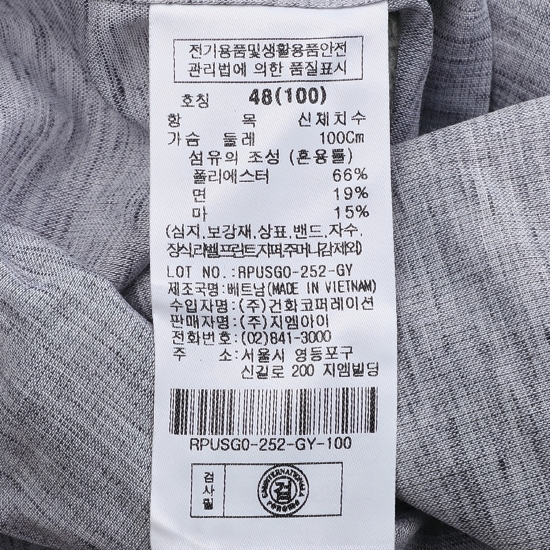 전기용품및생활용품안전
관리법에 의한 품질표시
호칭 48(100)
항 목 신체치수
가슴 둘레 100Cm
섬유의 조성 (혼용률)
폴리에스터 66%
면 19%
마 15%
(심지,보강재,상표,밴드,자수,
장식,라벨,프린트,지퍼,주머니감제외)
LOT NO.:RPUSG0-252-GY
제조국명:베트남(MADE IN VIETNAM)
수입자명:(주)건화코퍼레이션
판매자명:(주)지엠아이
전화번호:(02)841-3000
주 소:서울시 영등포구
신길로 200 지엠빌딩
RPUSG0-252-GY-100
검사필
검